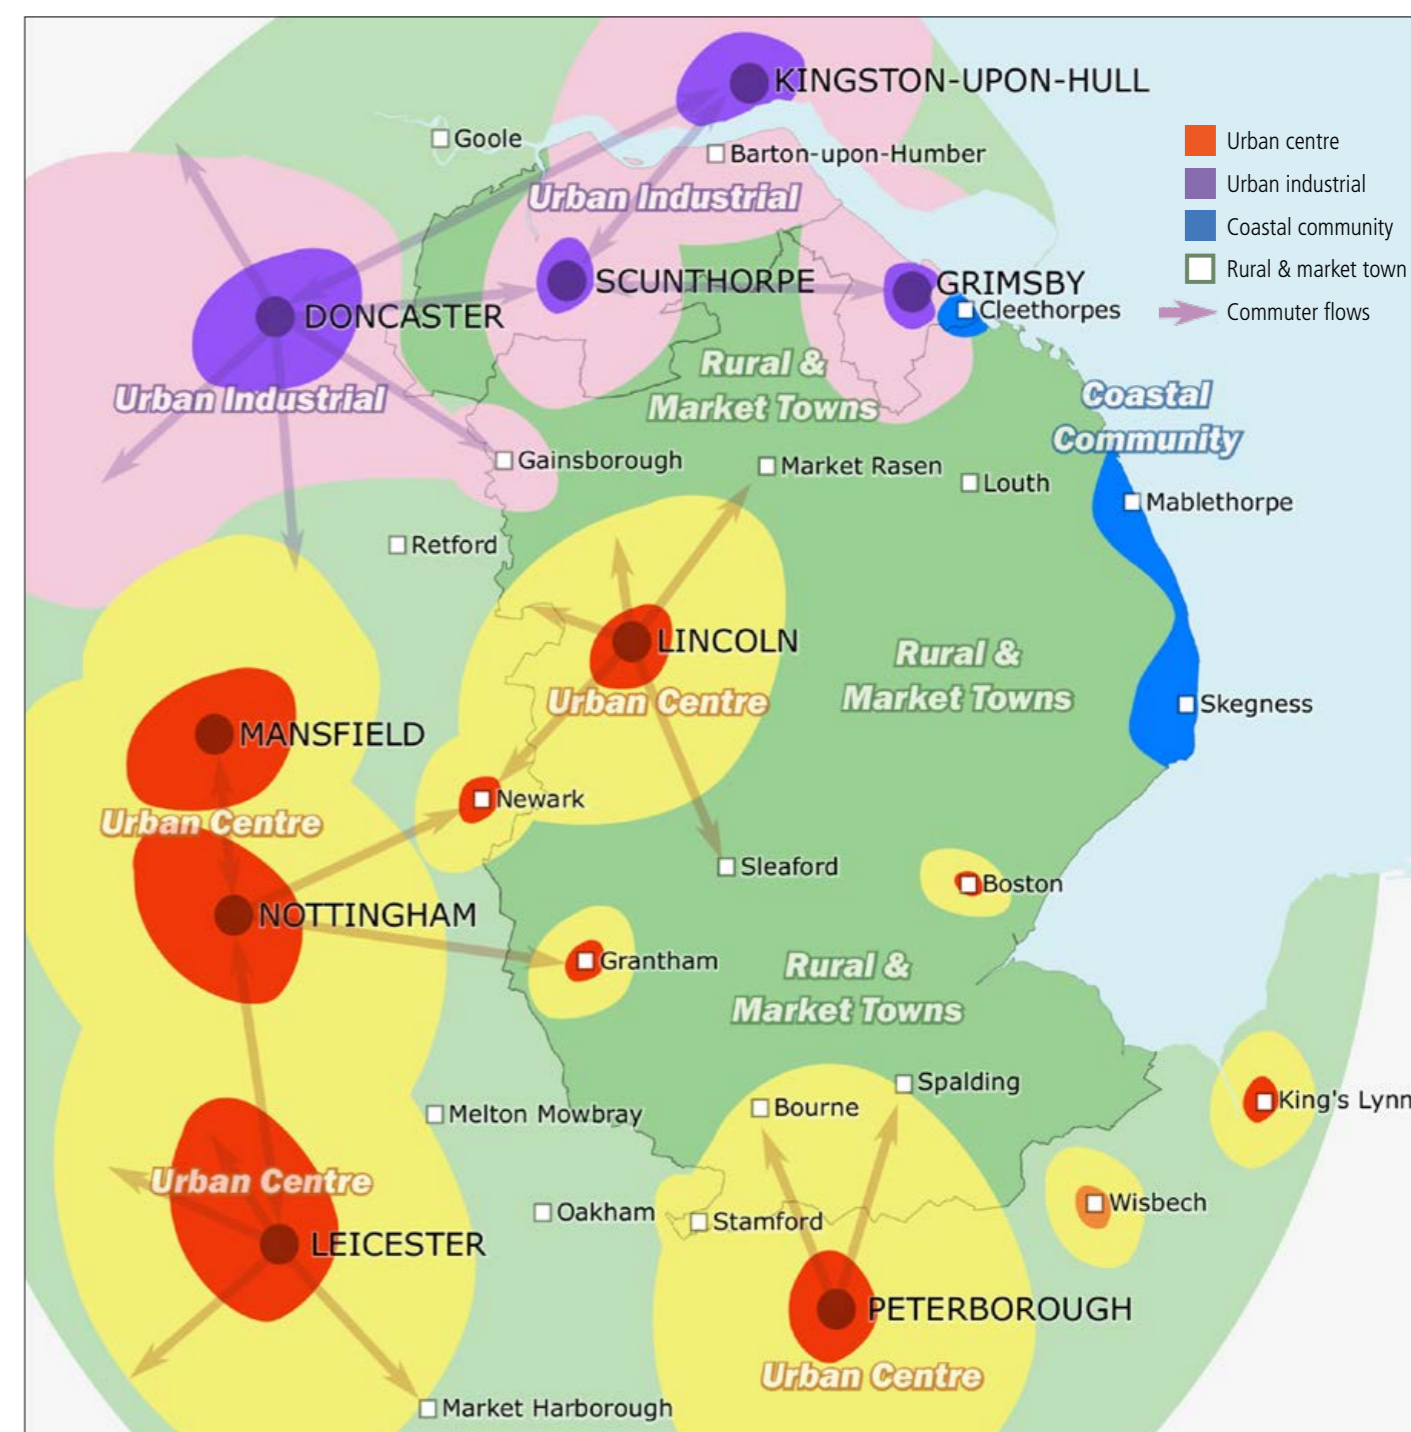 KINGSTON-UPON-HULL
Goole
Barton-upon-Humber
Urban Industrial
Urban centre
Urban industrial
Coastal community
Rural & market town
Commuter flows
SCUNTHORPE
GRIMSBY
Cleethorpes
DONCASTER
Urban Industrial
Rural &
Market Towns
Coastal
Community
Gainsborough
Market Rasen
Louth
Mablethorpe
Retford
LINCOLN
Urban Centre
Rural &
Market Towns
Skegness
MANSFIELD
Urban Centre
Newark
Sleaford
Boston
NOTTINGHAM
Grantham
Rural &
Market Towns
Spalding
Bourne
Melton Mowbray
King's Lynn
Urban Centre
Oakham
Stamford
Wisbech
LEICESTER
PETERBOROUGH
Urban Centre
Market Harborough